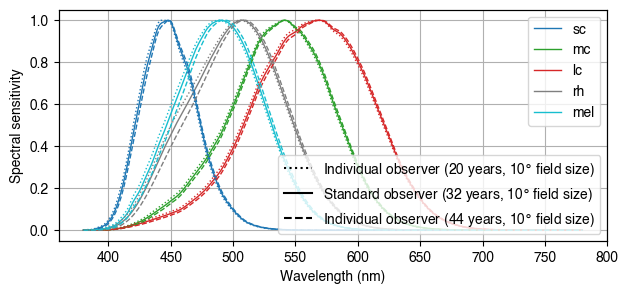 1.0
0.8
0.6
0.4
0.2
0.0
Spectral sensitivity
sc
mc
lc
rh
mel
Individual observer (20 years, 10° field size)
Standard observer (32 years, 10° field size)
Individual observer (44 years, 10° field size)
400 450 500 550 600 650 700 750 800
Wavelength (nm)